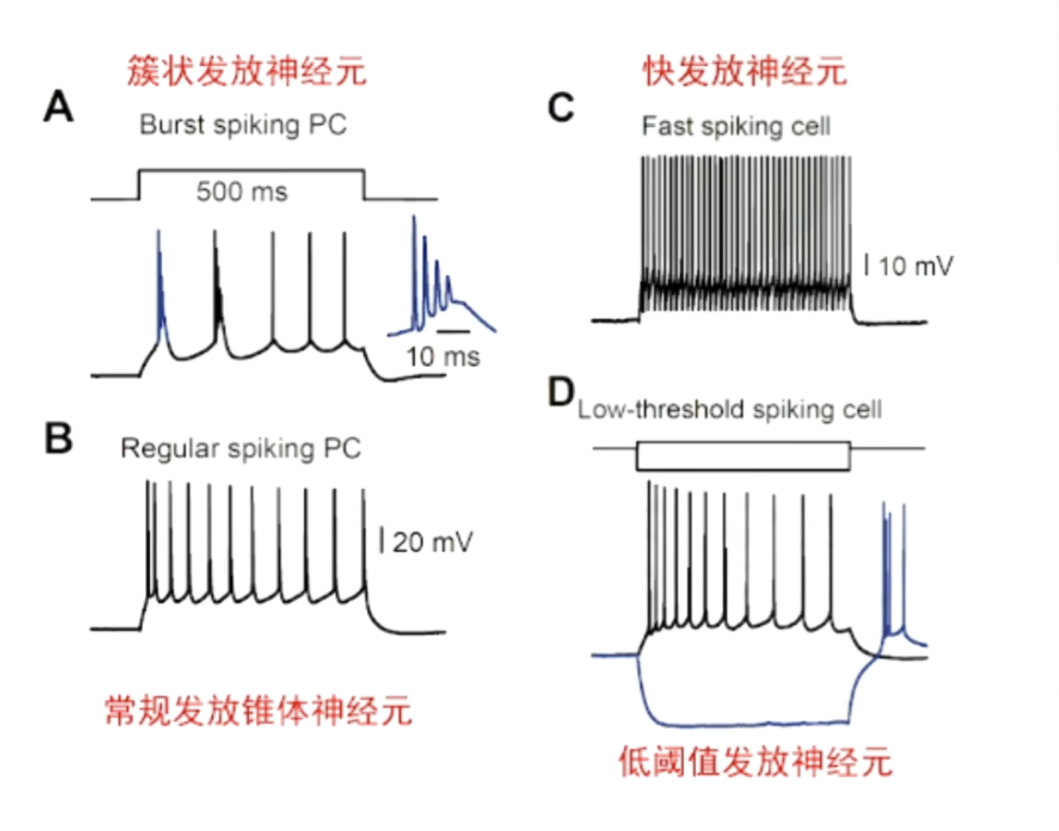 簇状发放神经元
A
Burst spiking PC
500 ms
10 ms
B
Regular spiking PC
20 mV
常规发放锥体神经元
快发放神经元
C
Fast spiking cell
10 mV
D
Low-threshold spiking cell
低阈值发放神经元